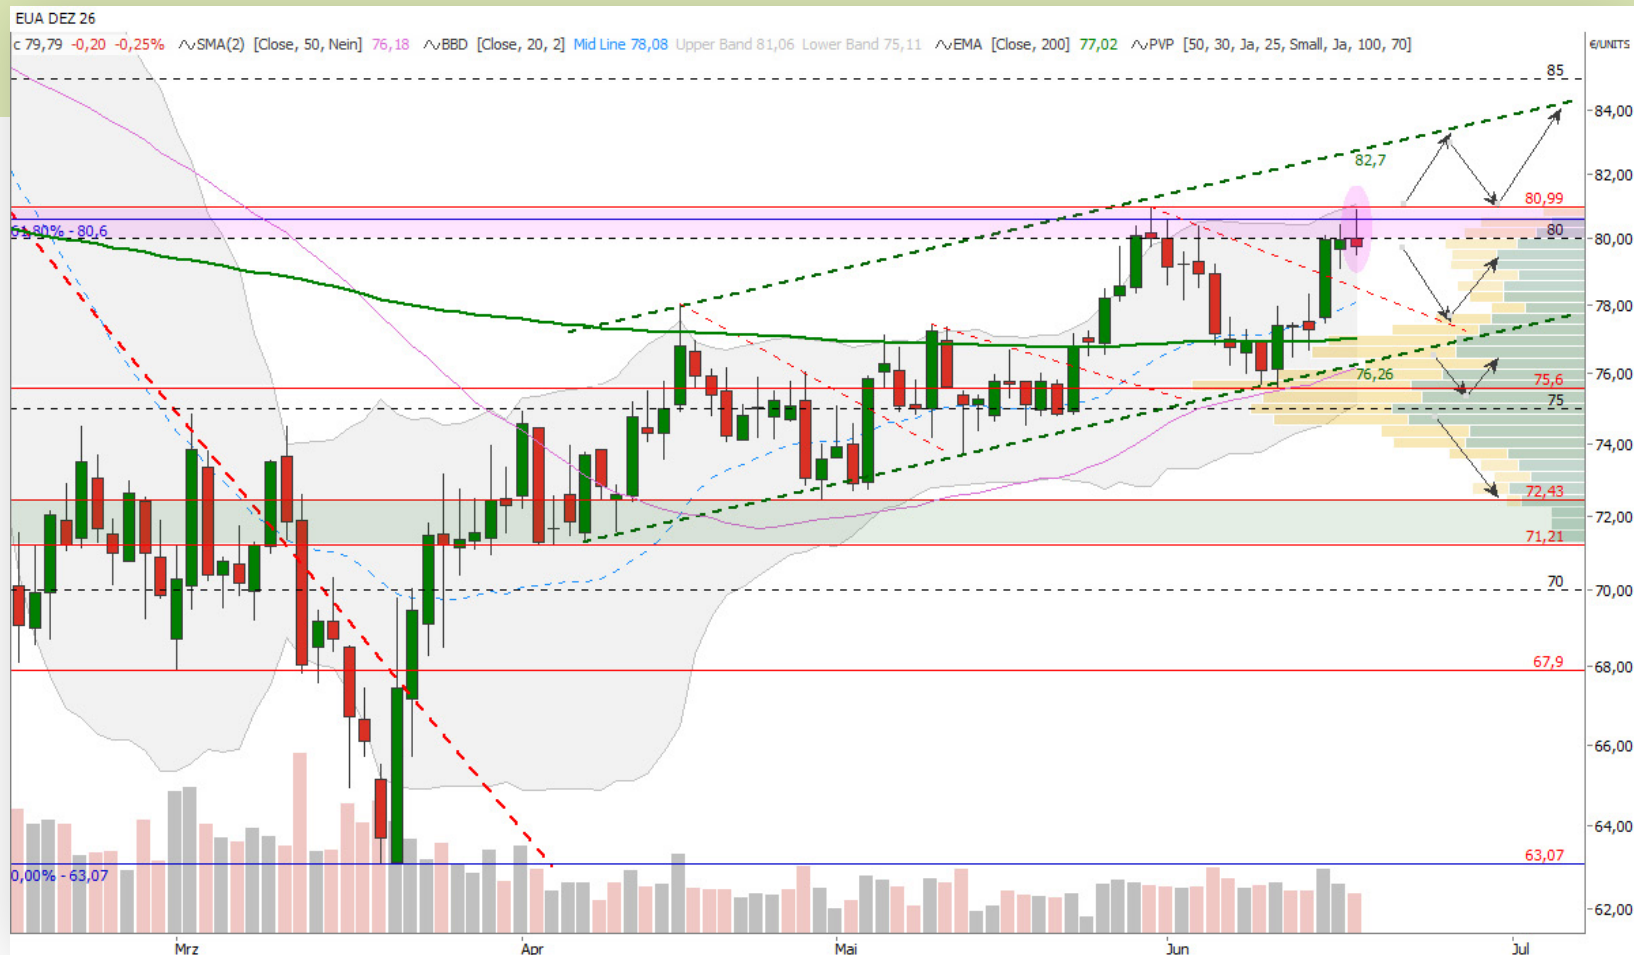 EUA DEZ 26
c 79,79 -0,20 -0,25% SMA(2) [Close, 50, Nein] 76,18 BBD [Close, 20, 2] Mid Line 78,08 Upper Band 81,06 Lower Band 75,11 EMA [Close, 200] 77,02 PVP [50, 30, Ja, 25, Small, Ja, 100, 70]
€/UNITS
85
84,00
82,7
82,00
80,99
61,80% - 80,6
80
80,00
78,00
76,26
76,00
75,6
75
74,00
72,43
72,00
71,21
70
70,00
67,9
68,00
66,00
64,00
63,07
0,00% - 63,07
62,00
Mrz
Apr
Mai
Jun
Jul